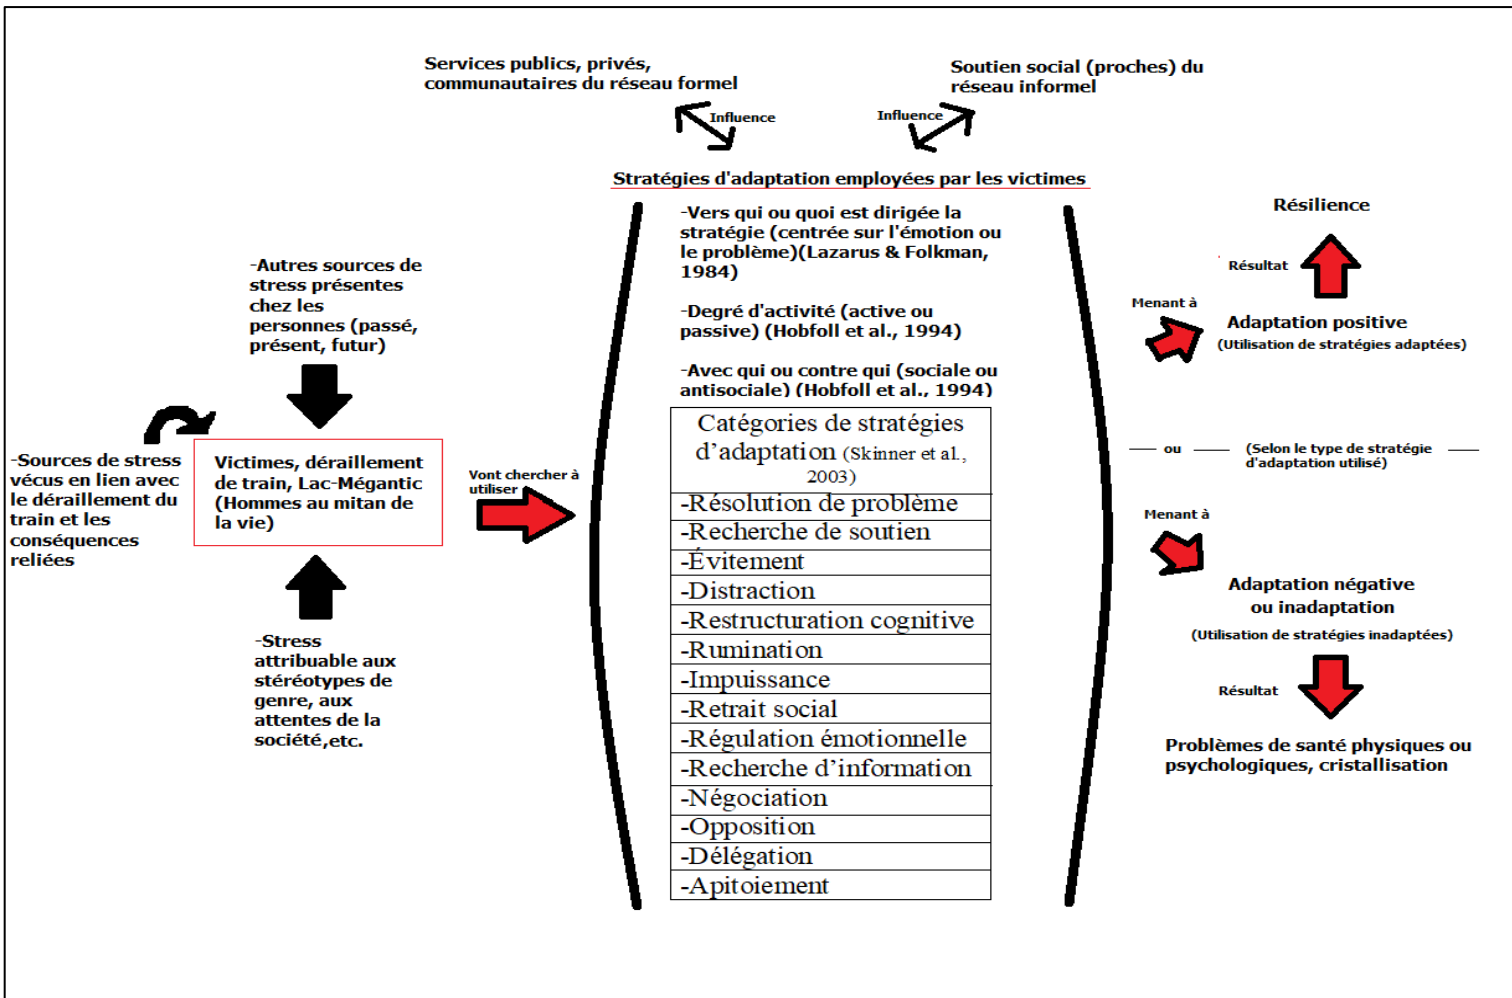 Services publics, privés,
communautaires du réseau formel
Soutien social (proches) du
réseau informel
Influence
Influence
Stratégies d'adaptation employées par les victimes
-Autres sources de
stress présentes
chez les
personnes (passé,
présent, futur)
-Sources de stress
vécus en lien avec
le déraillement du
train et les
conséquences
reliées
Victimes, déraillement
de train, Lac-Mégantic
(Hommes au mitan de
la vie)
-Stress
attribuable aux
stéréotypes de
genre, aux
attentes de la
société,etc.
Vont chercher à
utiliser
-Vers qui ou quoi est dirigée la
stratégie (centrée sur l'émotion ou
le problème)(Lazarus & Folkman,
1984)
-Degré d'activité (active ou
passive) (Hobfoll et al., 1994)
-Avec qui ou contre qui (sociale ou
antisociale) (Hobfoll et al., 1994)
Catégories de stratégies
d’adaptation (Skinner et al.,
2003)
-Résolution de problème
-Recherche de soutien
-Évitement
-Distraction
-Restructuration cognitive
-Rumination
-Impuissance
-Retrait social
-Régulation émotionnelle
-Recherche d’information
-Négociation
-Opposition
-Délégation
-Apitoiement
Résilience
Résultat
Menant à
Adaptation positive
(Utilisation de stratégies adaptées)
ou
(Selon le type de stratégie
d'adaptation utilisé)
Menant à
Adaptation négative
ou inadaptation
(Utilisation de stratégies inadaptées)
Résultat
Problèmes de santé physiques ou
psychologiques, cristallisation